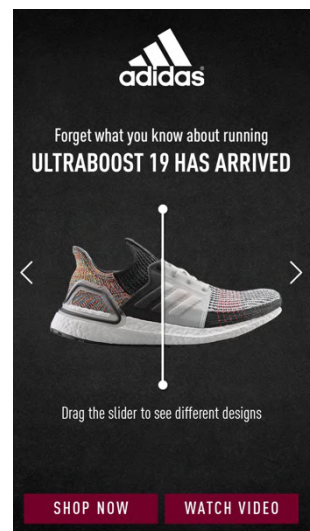 adidas
Forget what you know about running
ULTRABOOST 19 HAS ARRIVED
Drag the slider to see different designs
SHOP NOW
WATCH VIDEO